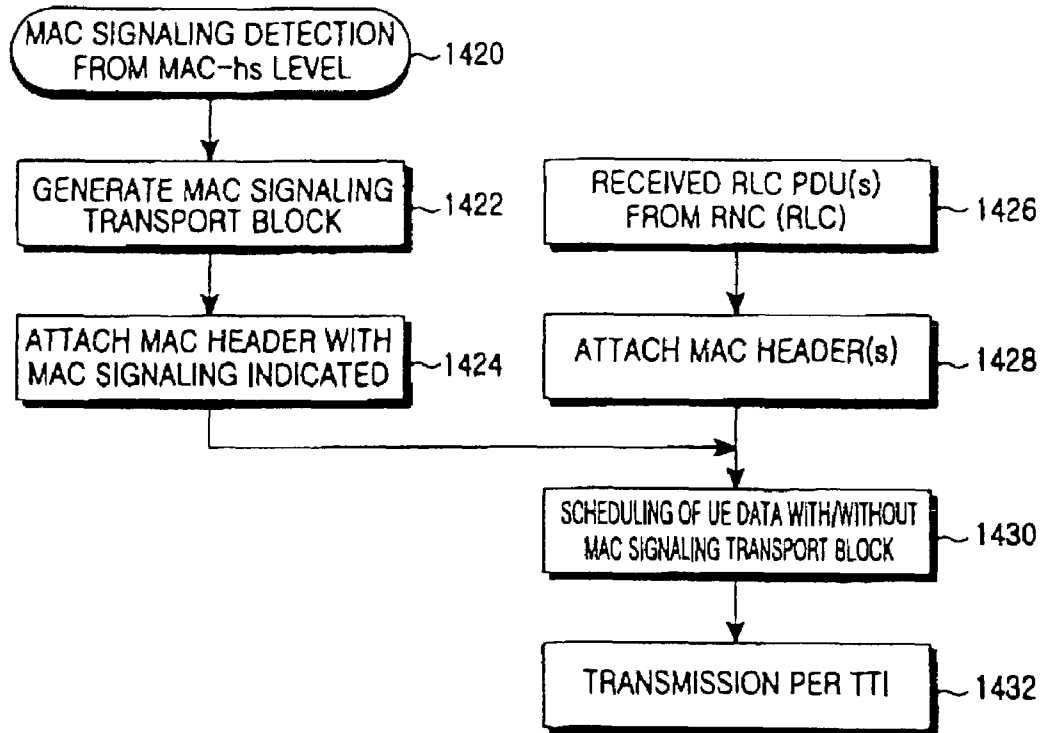 MAC SIGNALING DETECTION
FROM MAC-hs LEVEL
1420
GENERATE MAC SIGNALING
TRANSPORT BLOCK
1422
ATTACH MAC HEADER WITH
MAC SIGNALING INDICATED
1424
RECEIVED RLC PDU(s)
FROM RNC (RLC)
1426
ATTACH MAC HEADER(s)
1428
SCHEDULING OF UE DATA WITH/WITHOUT
MAC SIGNALING TRANSPORT BLOCK
1430
TRANSMISSION PER TTI
1432